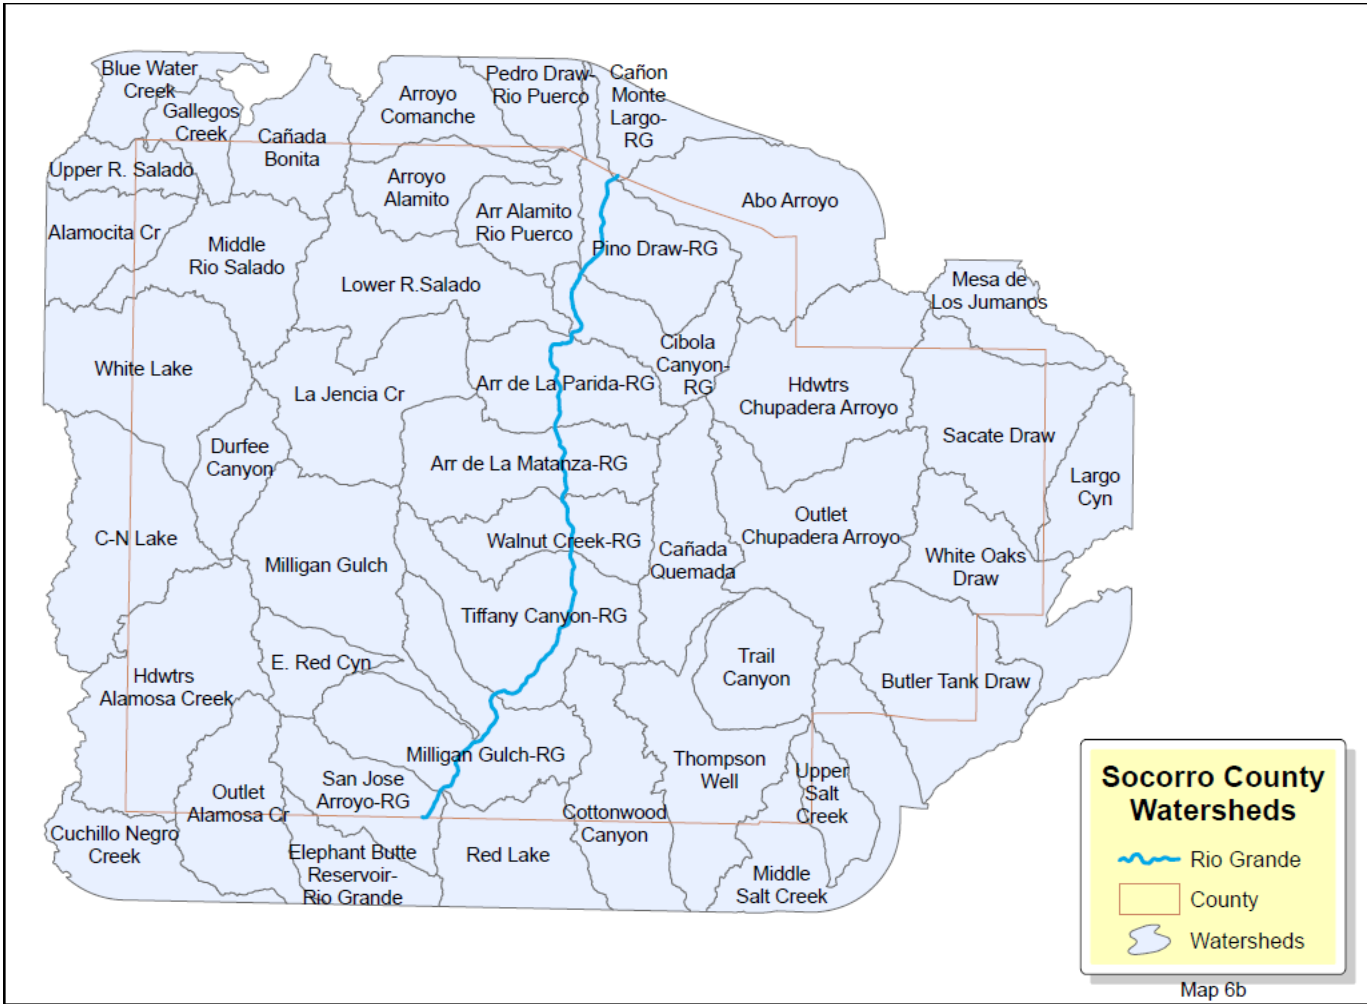 Blue Water
Creek
Gallegos
Creek
Cañada
Bonita
Arroyo
Comanche
Pedro Draw-
Rio Puerco
Cañon
Monte
Largo-
RG
Upper R. Salado
Arroyo
Alamito
Arr Alamito
Rio Puerco
Abo Arroyo
Alamocita Cr
Middle
Rio Salado
Lower R.Salado
Pino Draw-RG
Mesa de
Los Jumanos
White Lake
La Jencia Cr
Arr de La Parida-RG
Cibola
Canyon-
RG
Hdwtrs
Chupadera Arroyo
Sacate Draw
Largo
Cyn
Durfee
Canyon
Arr de La Matanza-RG
C-N Lake
Milligan Gulch
Walnut Creek-RG
Cañada
Quemada
Outlet
Chupadera Arroyo
White Oaks
Draw
Tiffany Canyon-RG
E. Red Cyn
Hdwtrs
Alamosa Creek
Trail
Canyon
Butler Tank Draw
Milligan Gulch-RG
Thompson
Well
Upper
Salt
Creek
San Jose
Arroyo-RG
Outlet
Alamosa Cr
Cottonwood
Canyon
Cuchillo Negro
Creek
Elephant Butte
Reservoir-
Rio Grande
Red Lake
Middle
Salt Creek
Socorro County
Watersheds
Rio Grande
County
Watersheds
Map 6b